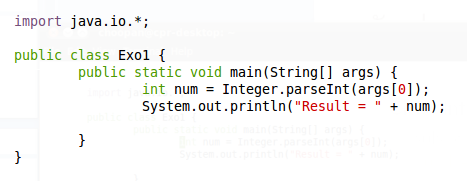 import java.io.*;
public class Exo1 {
public static void main(String[] args) {
int num = Integer.parseInt(args[0]);
System.out.println("Result = " + num);
}
}